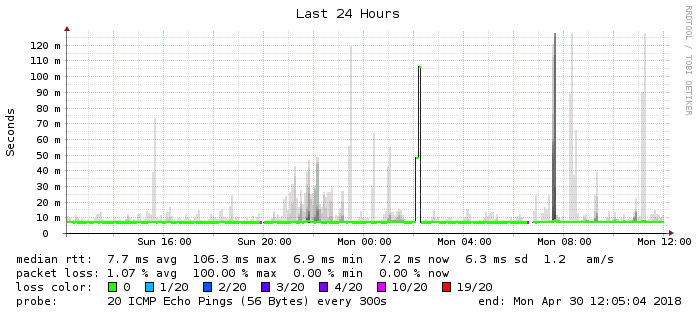 Last 24 Hours
RRDTOOL / TOBI OETIKER
Seconds
120 m
110 m
100 m
90 m
80 m
70 m
60 m
50 m
40 m
30 m
20 m
10 m
0
Sun 16:00 Sun 20:00 Mon 00:00 Mon 04:00 Mon 08:00 Mon 12:00
median rtt: 7.7 ms avg 106.3 ms max 6.9 ms min 7.2 ms now 6.3 ms sd 1.2 am/s
packet loss: 1.07 % avg 100.00 % max 0.00 % min 0.00 % now
loss color: 0 1/20 2/20 3/20 4/20 10/20 19/20
probe: 20 ICMP Echo Pings (56 Bytes) every 300s end: Mon Apr 30 12:05:04 2018